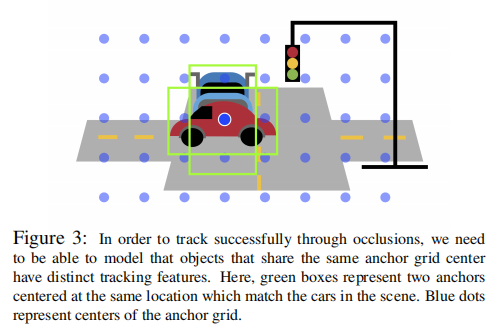 Figure 3: In order to track successfully through occlusions, we need
to be able to model that objects that share the same anchor grid center
have distinct tracking features. Here, green boxes represent two anchors
centered at the same location which match the cars in the scene. Blue dots
represent centers of the anchor grid.